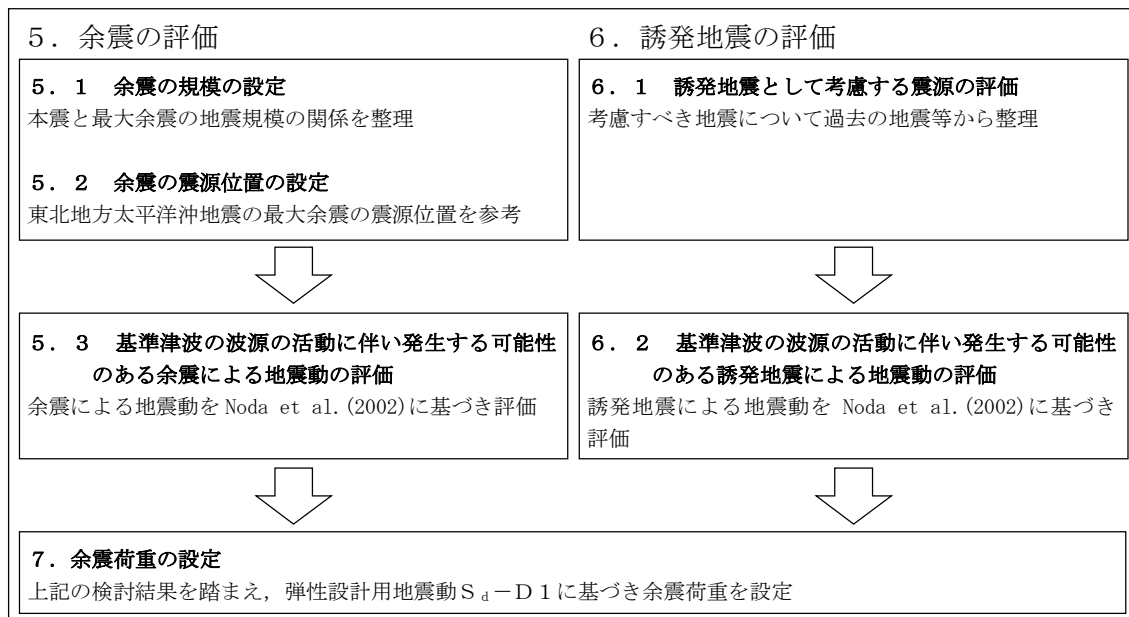 ５．余震の評価
５．１　余震の規模の設定
本震と最大余震の地震規模の関係を整理
５．２　余震の震源位置の設定
東北地方太平洋沖地震の最大余震の震源位置を参考
５．３　基準津波の波源の活動に伴い発生する可能性
のある余震による地震動の評価
余震による地震動を Noda et al.(2002)に基づき評価
６．誘発地震の評価
６．１　誘発地震として考慮する震源の評価
考慮すべき地震について過去の地震等から整理
６．２　基準津波の波源の活動に伴い発生する可能性
のある誘発地震による地震動の評価
誘発地震による地震動を Noda et al.(2002)に基づき
評価
７．余震荷重の設定
上記の検討結果を踏まえ，弾性設計用地震動Ｓｄ－Ｄ１に基づき余震荷重を設定